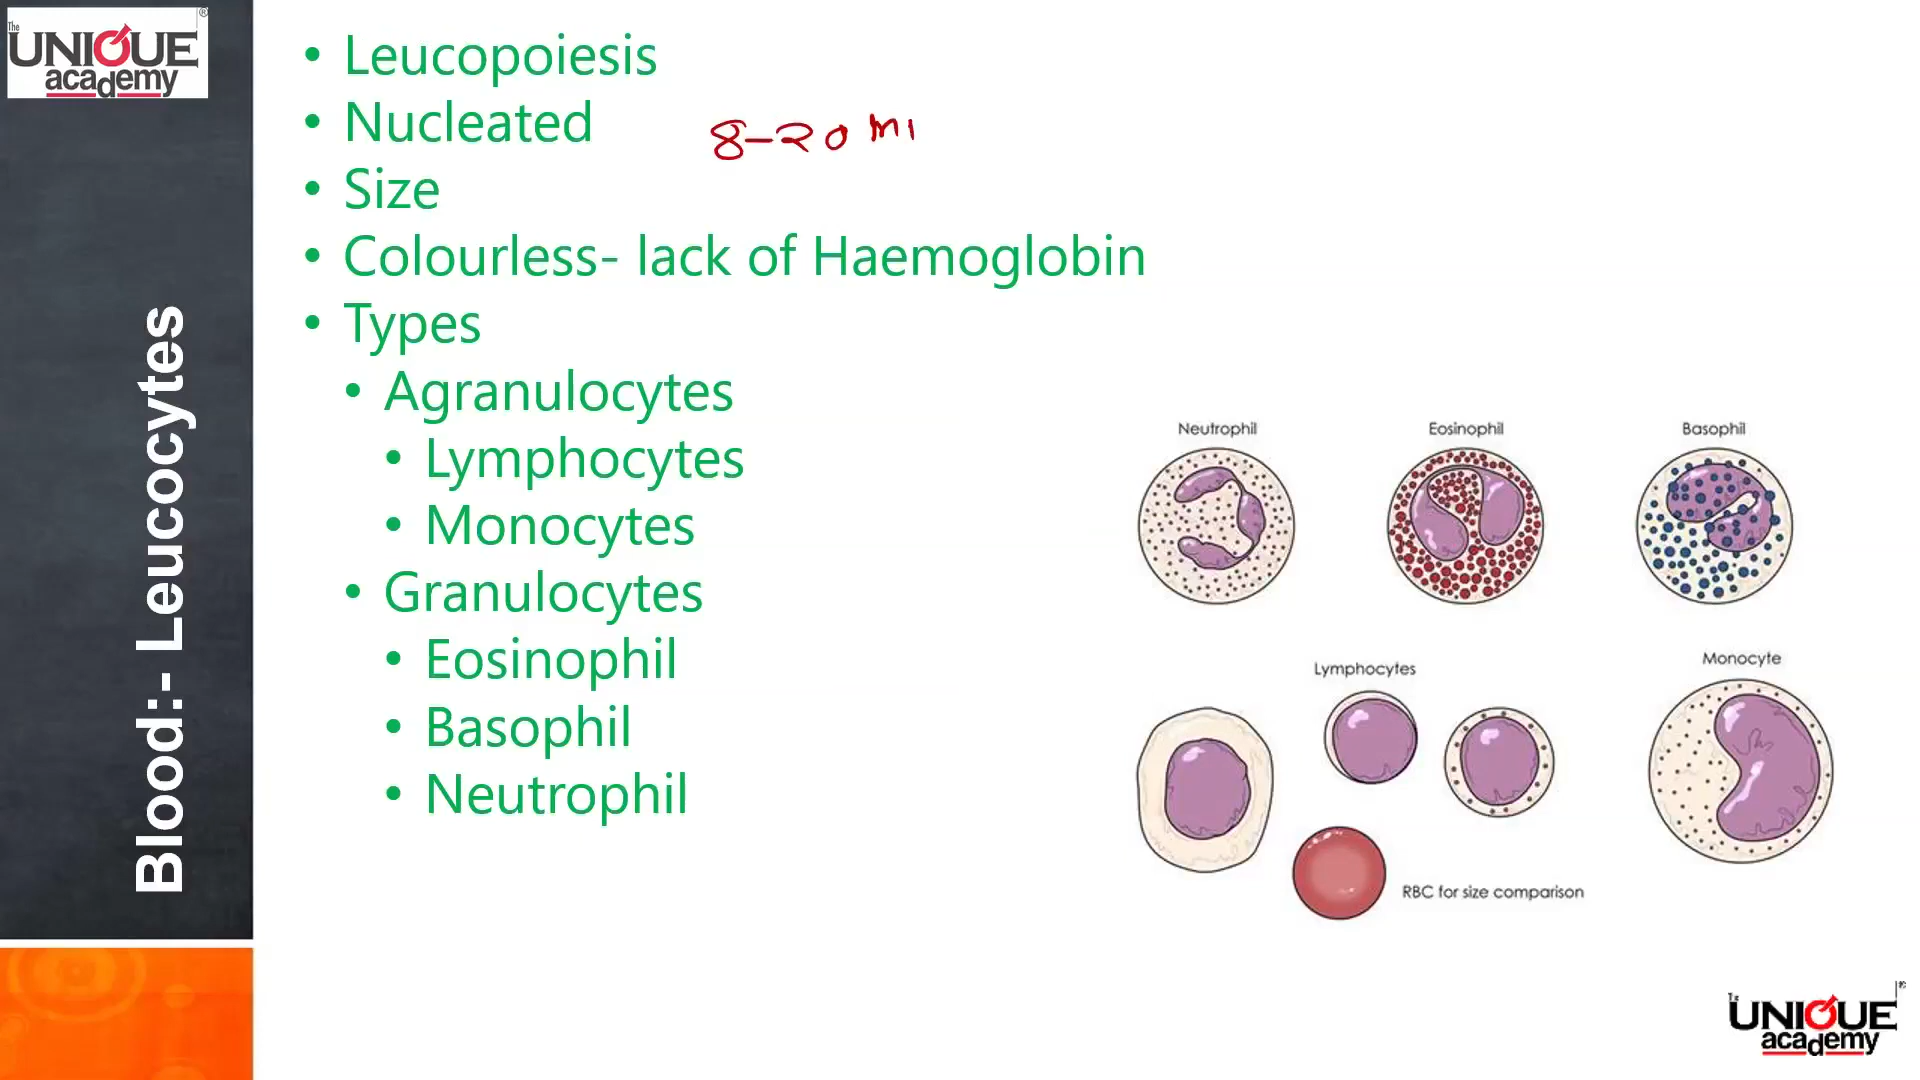 The
UNIQUE
academy
®
Blood:- Leucocytes
• Leucopoiesis
• Nucleated
8-20 mi
• Size
• Colourless- lack of Haemoglobin
• Types
• Agranulocytes
• Lymphocytes
• Monocytes
• Granulocytes
• Eosinophil
• Basophil
• Neutrophil
Neutrophil
Eosinophil
Basophil
Lymphocytes
Monocyte
RBC for size comparison
The
UNIQUE
academy
®